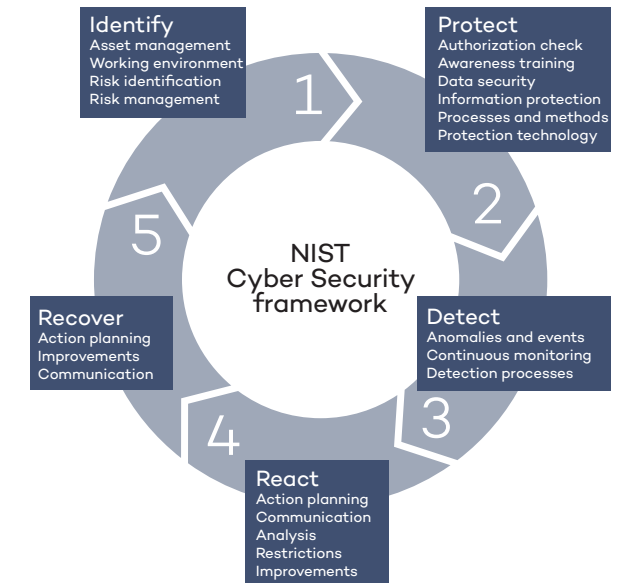 Identify
Asset management
Working environment
Risk identification
Risk management
1
Protect
Authorization check
Awareness training
Data security
Information protection
Processes and methods
Protection technology
2
NIST
Cyber Security
framework
Detect
Anomalies and events
Continuous monitoring
Detection processes
3
React
Action planning
Communication
Analysis
Restrictions
Improvements
4
Recover
Action planning
Improvements
Communication
5